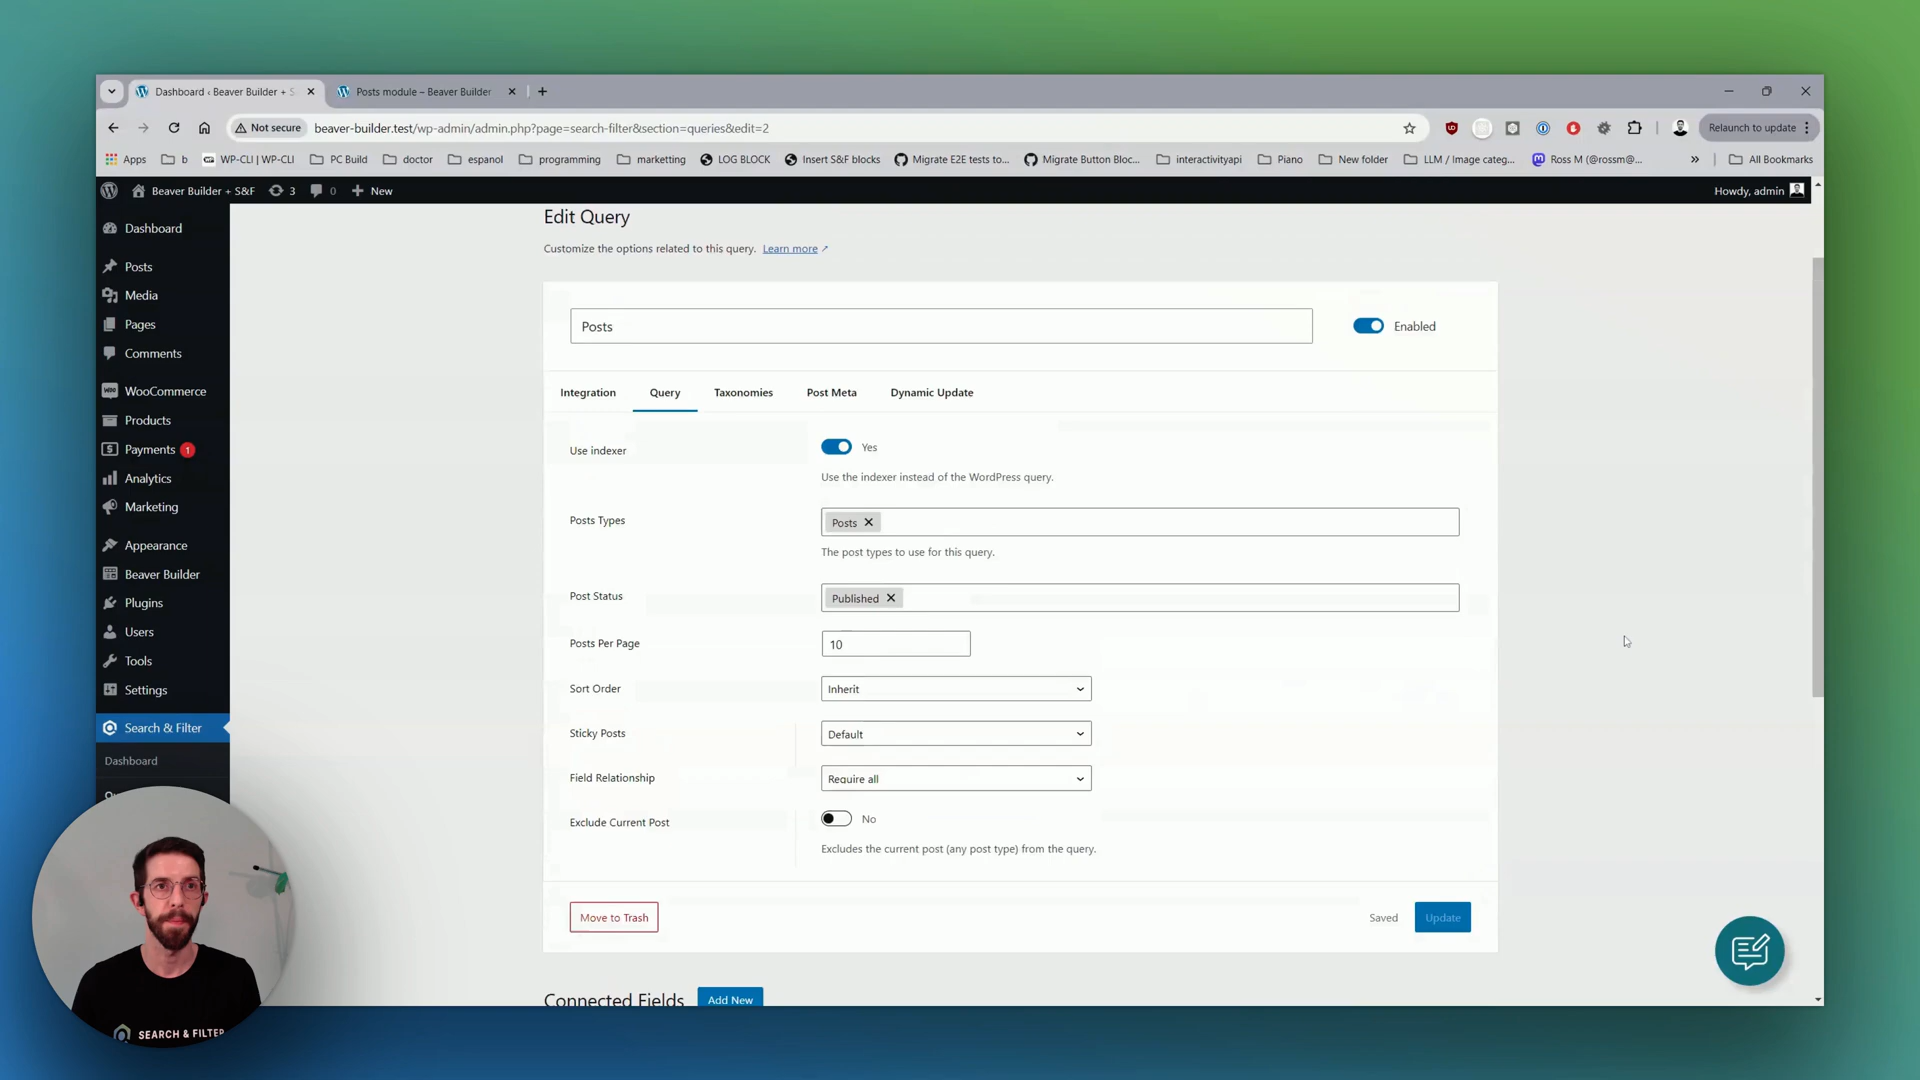 Dashboard ‹ Beaver Builder + S
Posts module – Beaver Builder
Not secure
beaver-builder.test/wp-admin/admin.php?page=search-filter&section=queries&edit=2
Relaunch to update
Apps
b
WP-CLI | WP-CLI
PC Build
doctor
espanol
programming
marketting
LOG BLOCK
Insert S&F blocks
Migrate E2E tests to...
Migrate Button Bloc...
interactivityapi
Piano
New folder
LLM / Image categ...
Ross M (@rossm@...
All Bookmarks
Beaver Builder + S&F
3
0
New
Howdy, admin
Dashboard
Posts
Media
Pages
Comments
WooCommerce
Products
Payments 1
Analytics
Marketing
Appearance
Beaver Builder
Plugins
Users
Tools
Settings
Search & Filter
Dashboard
Edit Query
Customize the options related to this query. Learn more ↗
Posts
Enabled
Integration
Query
Taxonomies
Post Meta
Dynamic Update
Use indexer
Yes
Use the indexer instead of the WordPress query.
Posts Types
Posts
The post types to use for this query.
Post Status
Published
Posts Per Page
10
Sort Order
Inherit
Sticky Posts
Default
Field Relationship
Require all
Exclude Current Post
No
Excludes the current post (any post type) from the query.
Move to Trash
Saved
Update
Connected Fields
Add New
SEARCH & FILTER